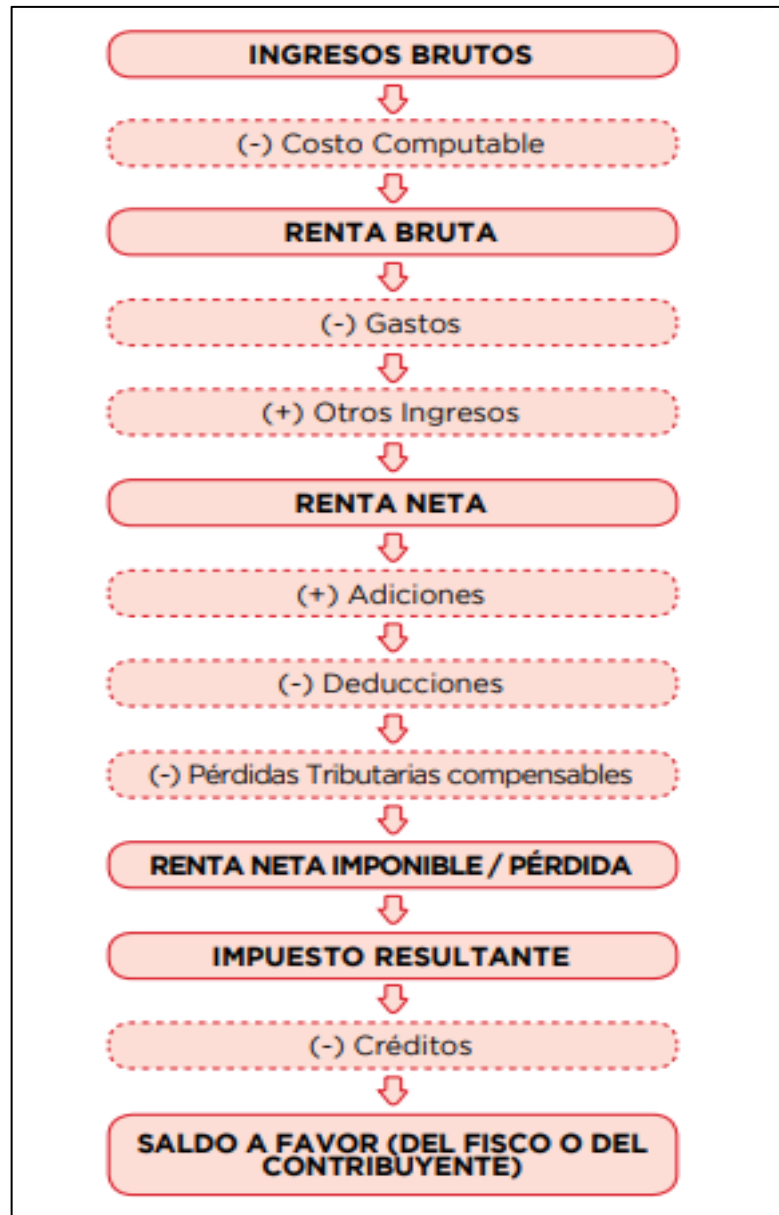 INGRESOS BRUTOS
(-) Costo Computable
RENTA BRUTA
(-) Gastos
(+) Otros Ingresos
RENTA NETA
(+) Adiciones
(-) Deducciones
(-) Pérdidas Tributarias compensables
RENTA NETA IMPONIBLE / PÉRDIDA
IMPUESTO RESULTANTE
(-) Créditos
SALDO A FAVOR (DEL FISCO O DEL
CONTRIBUYENTE)